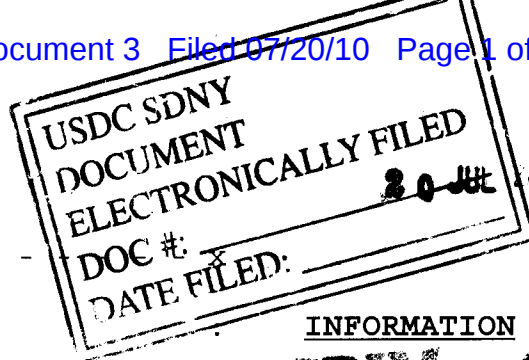 ocument 3 Filed 07/20/10 Page 1 of
USDC SDNY
DOCUMENT
ELECTRONICALLY FILED
20 JUL
DOC #:
DATE FILED:
INFORMATION